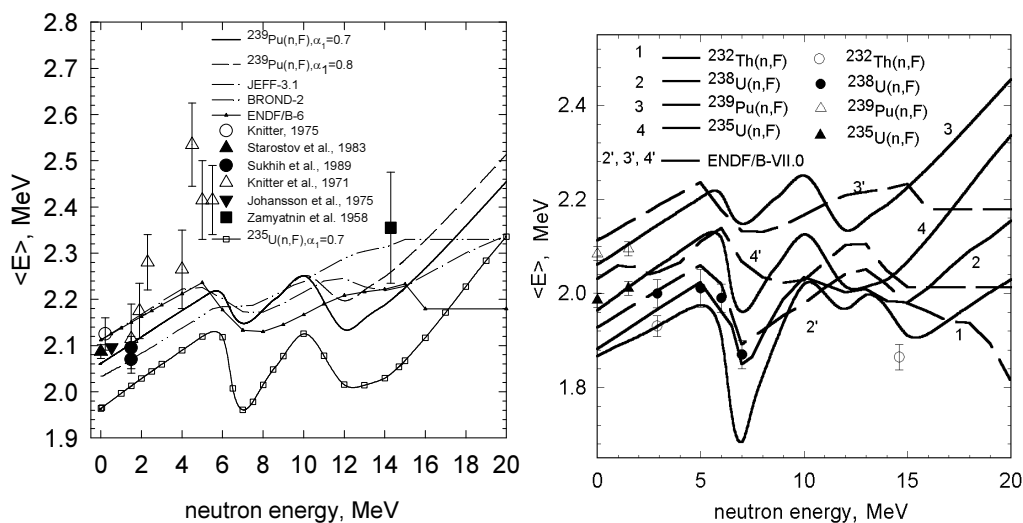 2.8
2.7
2.6
2.5
2.4
2.3
2.2
2.1
2.0
1.9
<E>, MeV
²³⁹Pu(n,F),α₁=0.7
²³⁹Pu(n,F),α₁=0.8
JEFF-3.1
BROND-2
ENDF/B-6
Knitter, 1975
Starostov et al., 1983
Sukhih et al., 1989
Knitter et al., 1971
Johansson et al., 1975
Zamyatnin et al. 1958
²³⁵U(n,F),α₁=0.7
0 2 4 6 8 10 12 14 16 18 20
neutron energy, MeV
2.4
2.2
2.0
1.8
<E>, MeV
1 ²³²Th(n,F) ²³²Th(n,F)
2 ²³⁸U(n,F) ²³⁸U(n,F)
3 ²³⁹Pu(n,F) ²³⁹Pu(n,F)
4 ²³⁵U(n,F) ²³⁵U(n,F)
2', 3', 4' ENDF/B-VII.0
3
3'
4
4'
2
2'
1
0 5 10 15 20
neutron energy, MeV